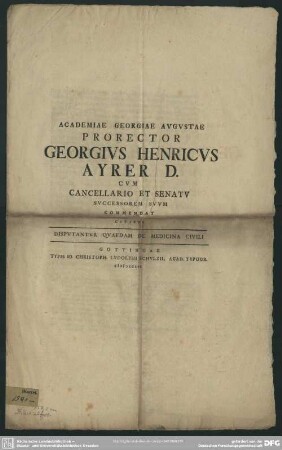 ACADEMIAE GEORGIAE AVGVSTAE
PRORECTOR
GEORGIVS HENRICVS
AYRER D.
CVM
CANCELLARIO ET SENATV
SVCCESSOREM SVVM
COMMENDAT
DISPVTANTVR QVAEDAM DE MEDICINA CIVILI
GOTTINGAE
TYPIS IO. CHRISTOPH. LVDOLPH SCHVLZII, ACAD. TYPOGR.
DFG